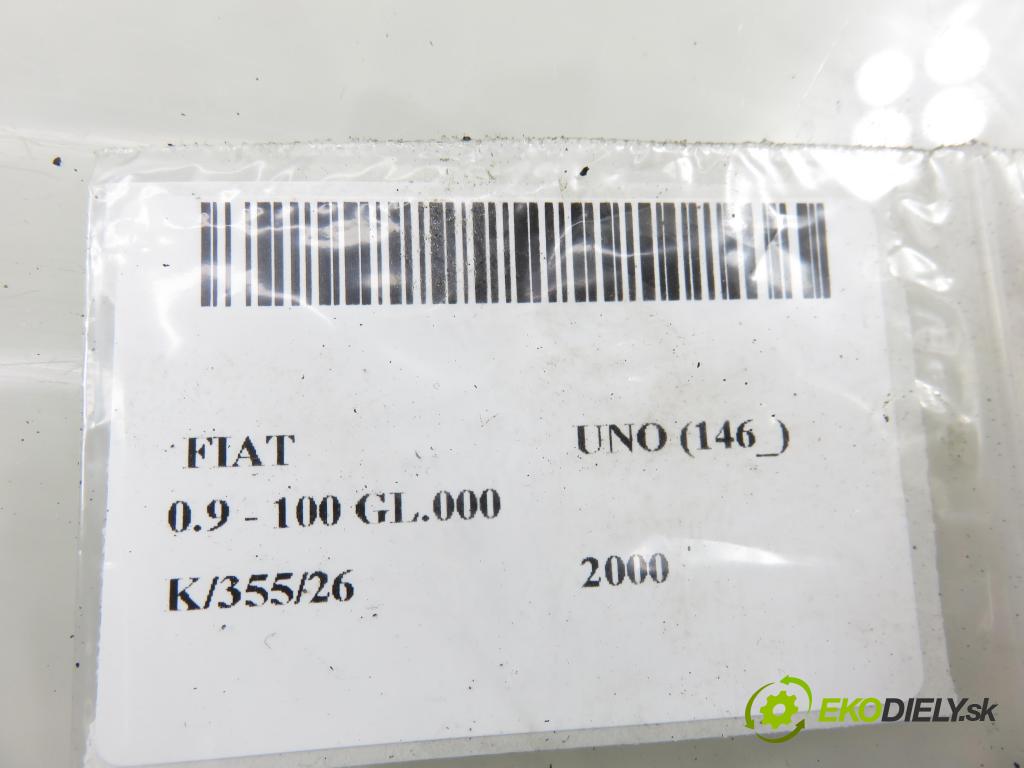 FIAT UNO (146_)
0.9 - 100 GL.000
K/355/26 2000
EKODIELY.sk